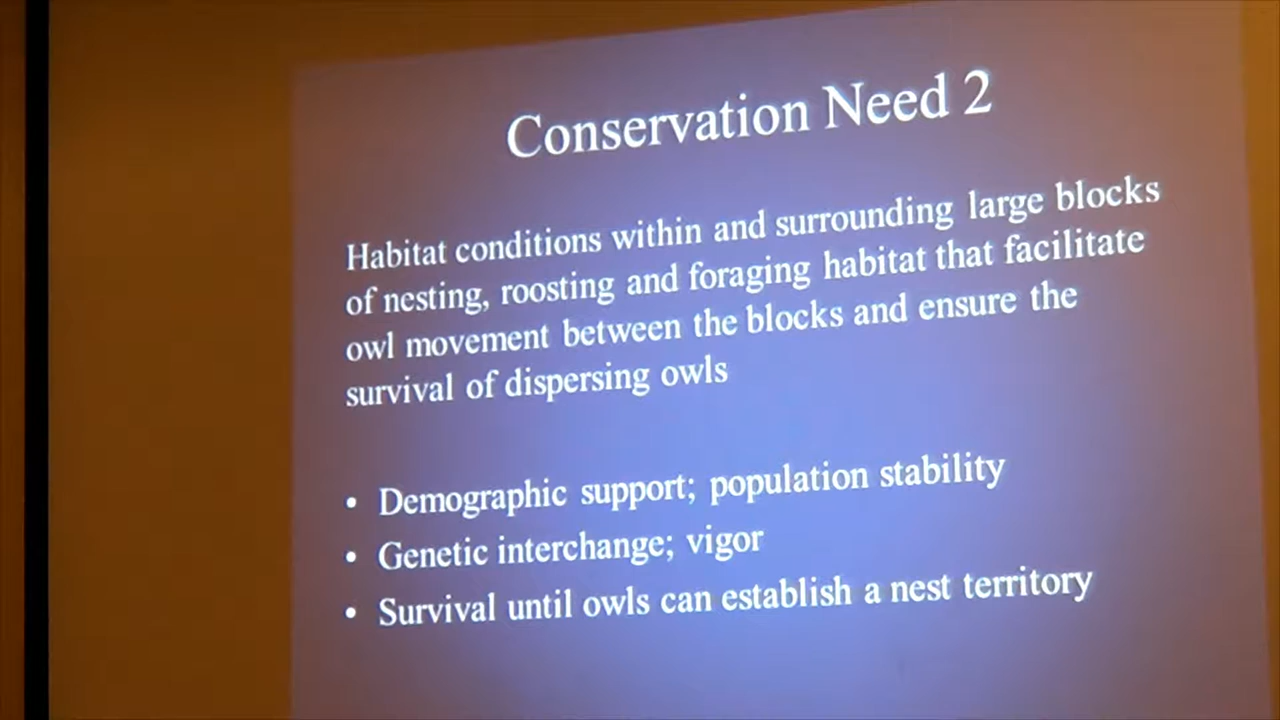 Conservation Need 2
Habitat conditions within and surrounding large blocks
of nesting, roosting and foraging habitat that facilitate
owl movement between the blocks and ensure the
survival of dispersing owls
• Demographic support; population stability
• Genetic interchange; vigor
• Survival until owls can establish a nest territory